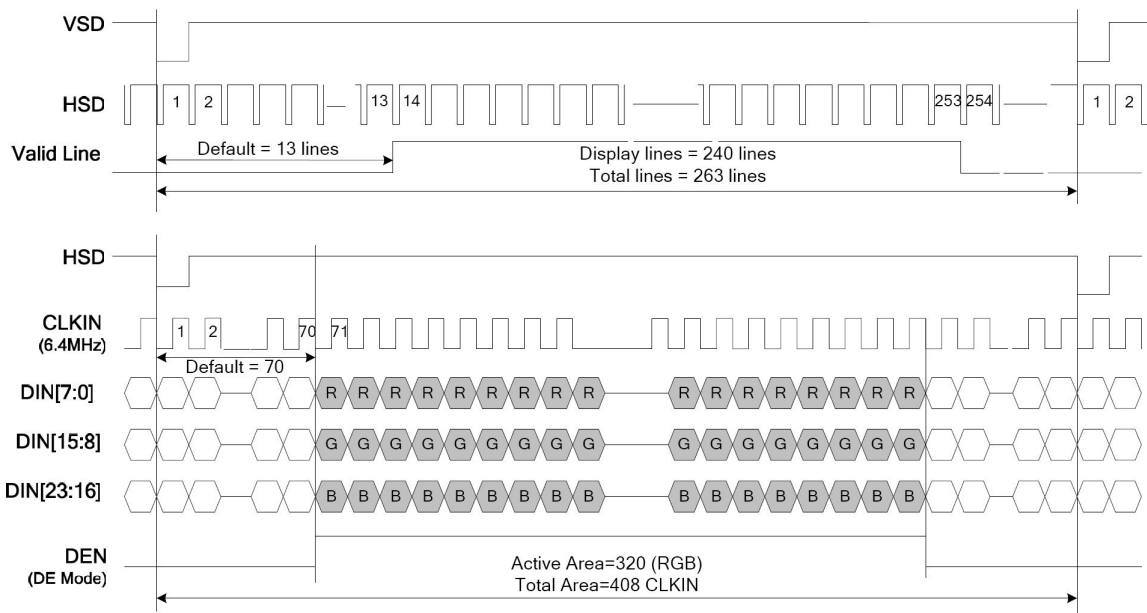 VSD
HSD 1 2 13 14 253 254 1 2
Valid Line
Default = 13 lines
Display lines = 240 lines
Total lines = 263 lines
HSD
CLKIN
(6.4MHz)
1 2 70 71
Default = 70
DIN[7:0] R R R R R R R R R R R R R R R R R
DIN[15:8] G G G G G G G G G G G G G G G G G
DIN[23:16] B B B B B B B B B B B B B B B B B
DEN
(DE Mode)
Active Area=320 (RGB)
Total Area=408 CLKIN